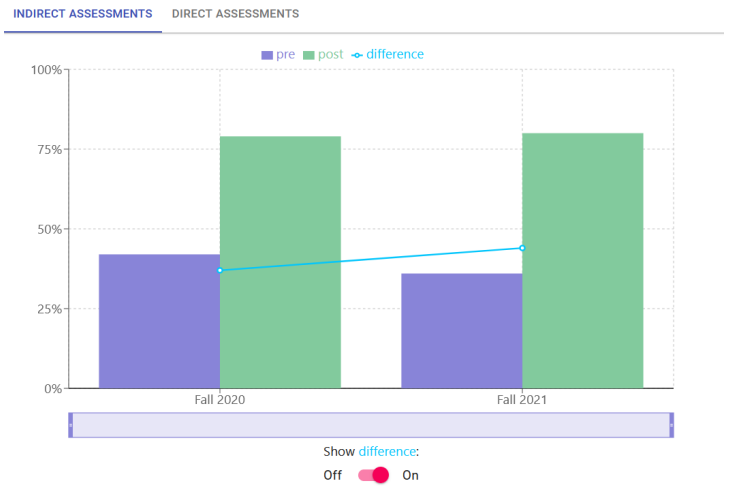 INDIRECT ASSESSMENTS DIRECT ASSESSMENTS
pre post difference
100%
75%
50%
25%
0%
Fall 2020 Fall 2021
Show difference:
Off On